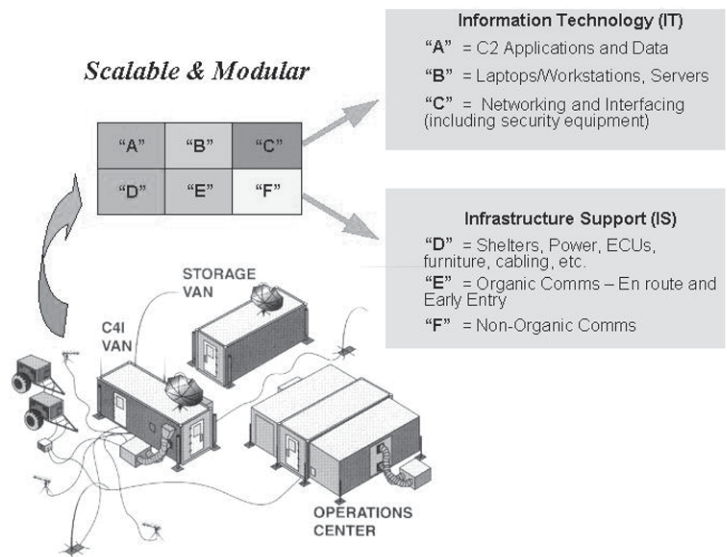 Scalable & Modular
“A”
“B”
“C”
“D”
“E”
“F”
Information Technology (IT)
“A” = C2 Applications and Data
“B” = Laptops/Workstations, Servers
“C” = Networking and Interfacing
(including security equipment)
Infrastructure Support (IS)
“D” = Shelters, Power, ECUs,
furniture, cabling, etc.
“E” = Organic Comms – En route and
Early Entry
“F” = Non-Organic Comms
STORAGE
VAN
C4I
VAN
OPERATIONS
CENTER